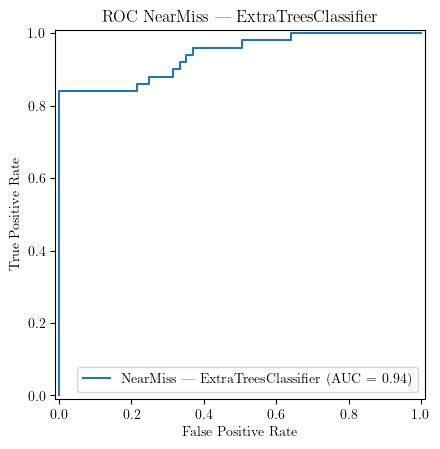 ROC NearMiss — ExtraTreesClassifier
1.0
0.8
0.6
0.4
0.2
0.0
True Positive Rate
NearMiss — ExtraTreesClassifier (AUC = 0.94)
0.0 0.2 0.4 0.6 0.8 1.0
False Positive Rate